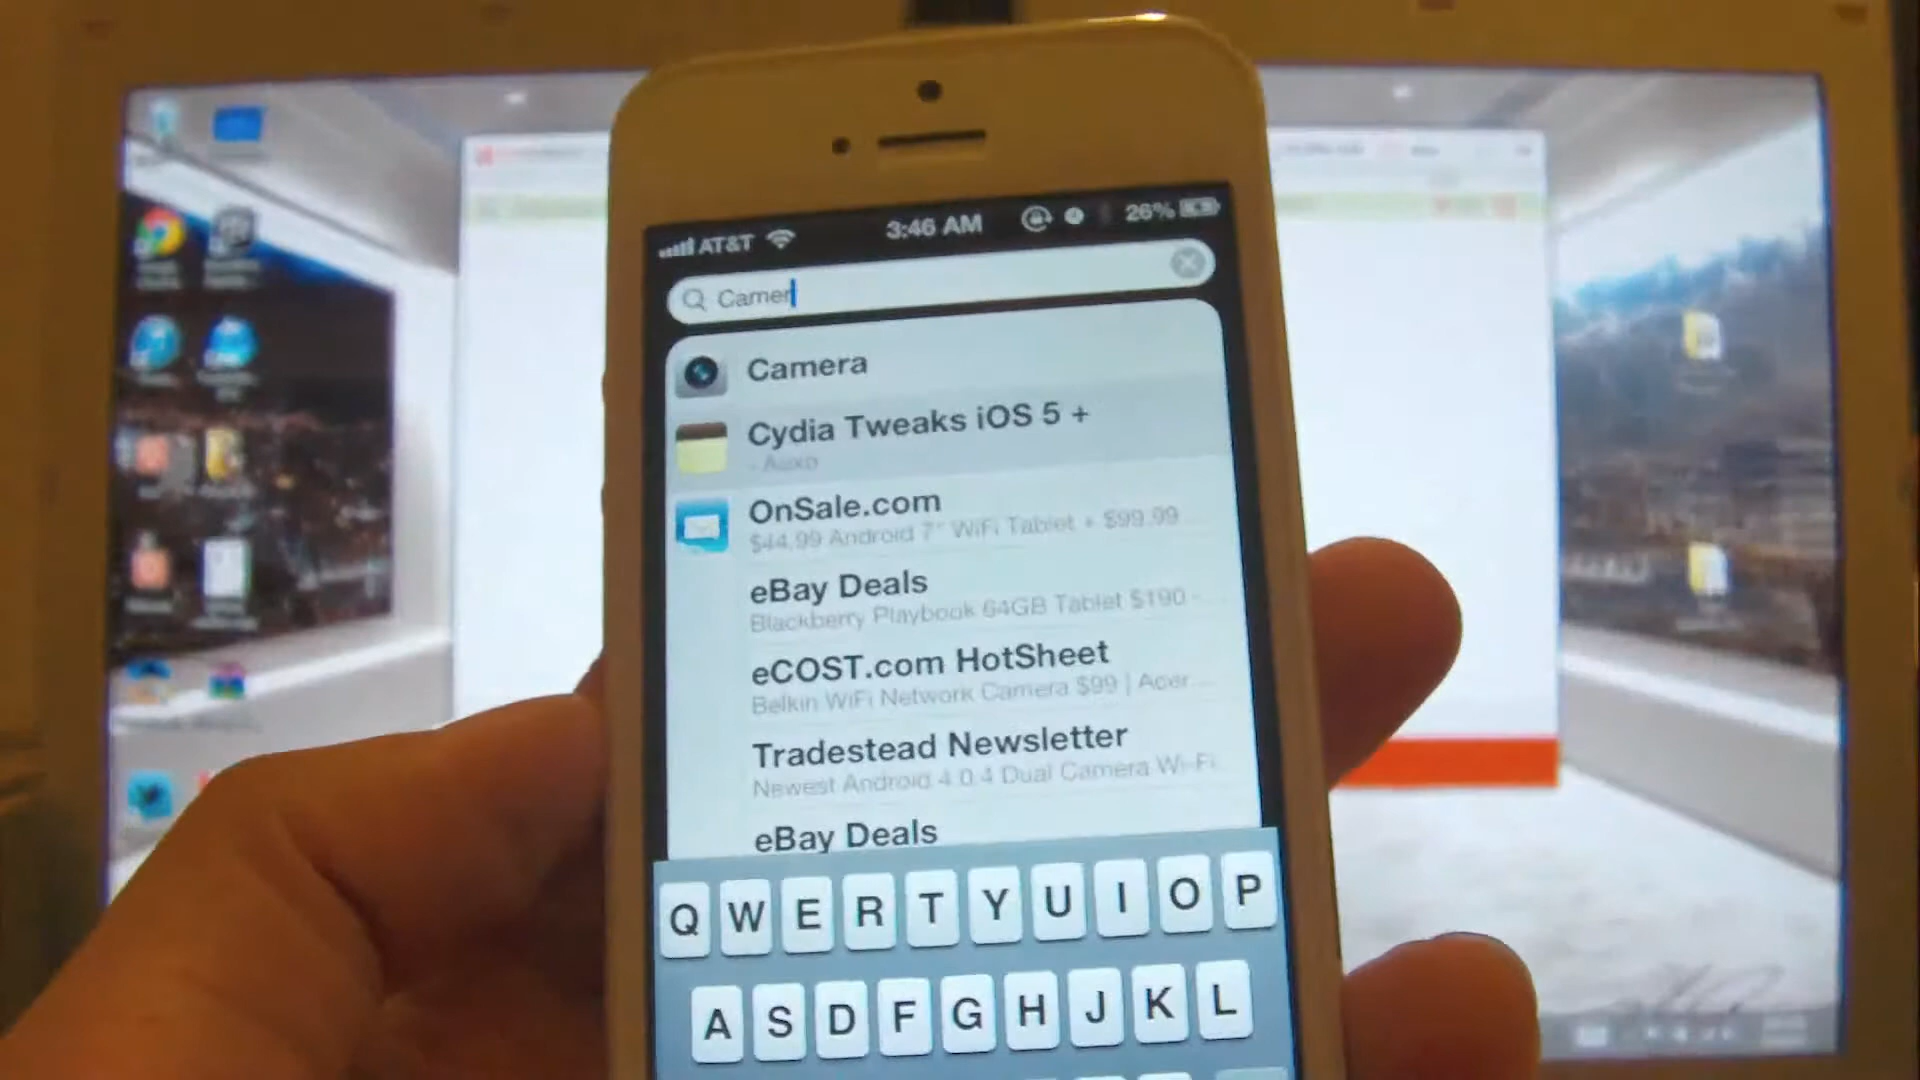 AT&T 3:46 AM 26%
Camer
Camera
Cydia Tweaks iOS 5 +
- Auxo
OnSale.com
$44.99 Android 7" WiFi Tablet + $99.99 ...
eBay Deals
Blackberry Playbook 64GB Tablet $190 -...
eCOST.com HotSheet
Belkin WiFi Network Camera $99 | Acer...
Tradestead Newsletter
Newest Android 4.0.4 Dual Camera Wi-Fi...
eBay Deals
Q W E R T Y U I O P
A S D F G H J K L